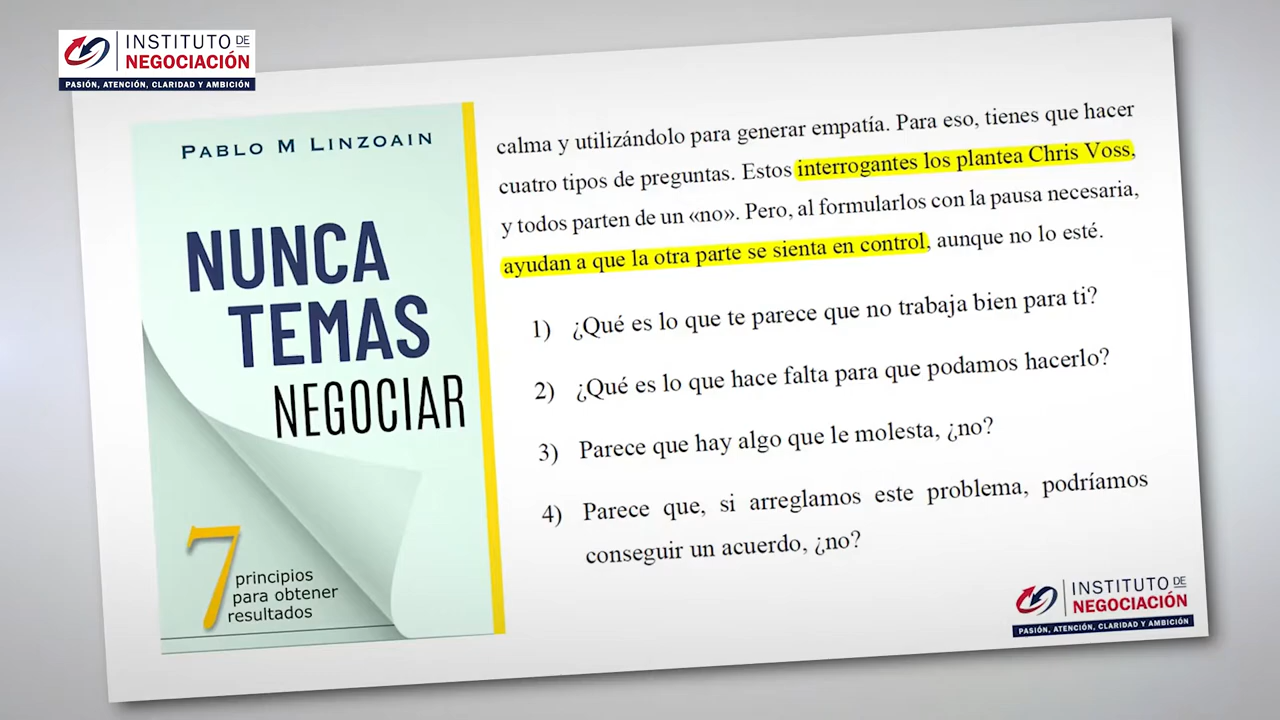 INSTITUTO DE
NEGOCIACIÓN
PASIÓN, ATENCIÓN, CLARIDAD Y AMBICIÓN
PABLO M LINZOAIN
NUNCA
TEMAS
NEGOCIAR
7
principios
para obtener
resultados
calma y utilizándolo para generar empatía. Para eso, tienes que hacer
cuatro tipos de preguntas. Estos interrogantes los plantea Chris Voss,
y todos parten de un «no». Pero, al formularlos con la pausa necesaria,
ayudan a que la otra parte se sienta en control, aunque no lo esté.
1) ¿Qué es lo que te parece que no trabaja bien para ti?
2) ¿Qué es lo que hace falta para que podamos hacerlo?
3) Parece que hay algo que le molesta, ¿no?
4) Parece que, si arreglamos este problema, podríamos
conseguir un acuerdo, ¿no?
INSTITUTO DE
NEGOCIACIÓN
PASIÓN, ATENCIÓN, CLARIDAD Y AMBICIÓN